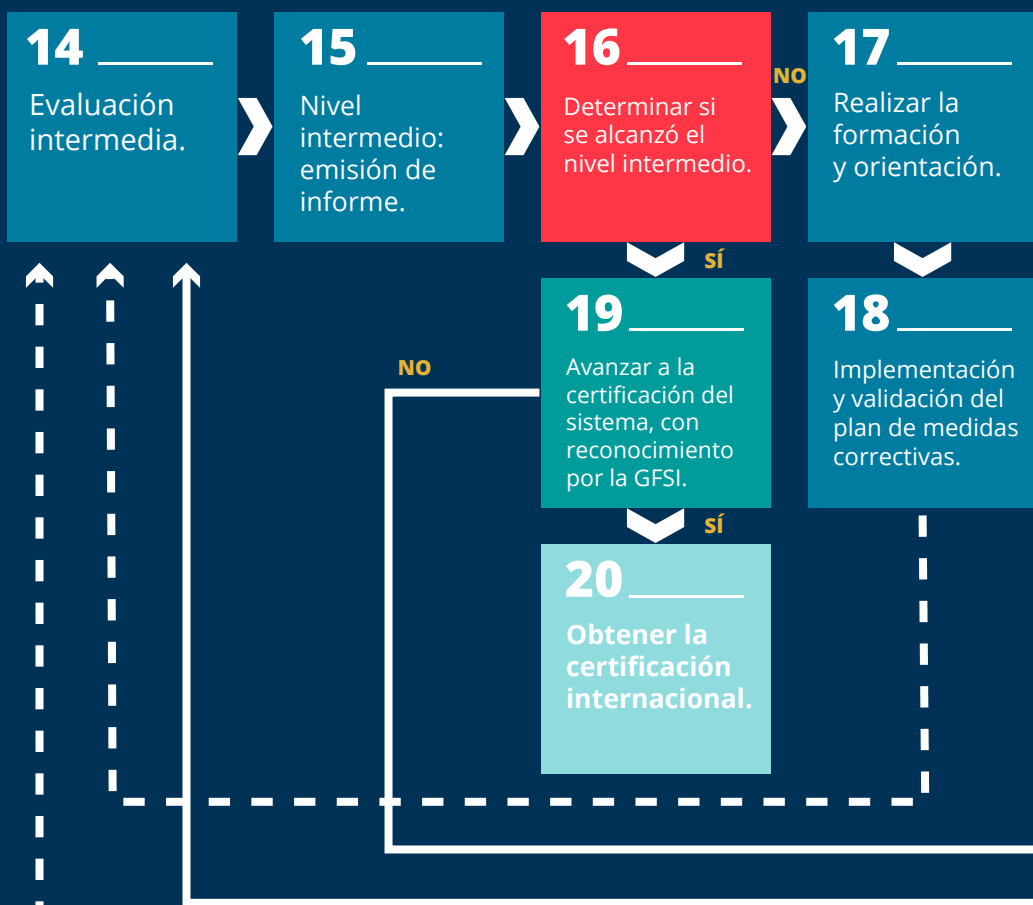 14
Evaluación
intermedia.
15
Nivel
intermedio:
emisión de
informe.
16
Determinar si
se alcanzó el
nivel intermedio.
NO
17
Realizar la
formación
y orientación.
SÍ
19
Avanzar a la
certificación del
sistema, con
reconocimiento
por la GFSI.
NO
18
Implementación
y validación del
plan de medidas
correctivas.
SÍ
20
Obtener la
certificación
internacional.